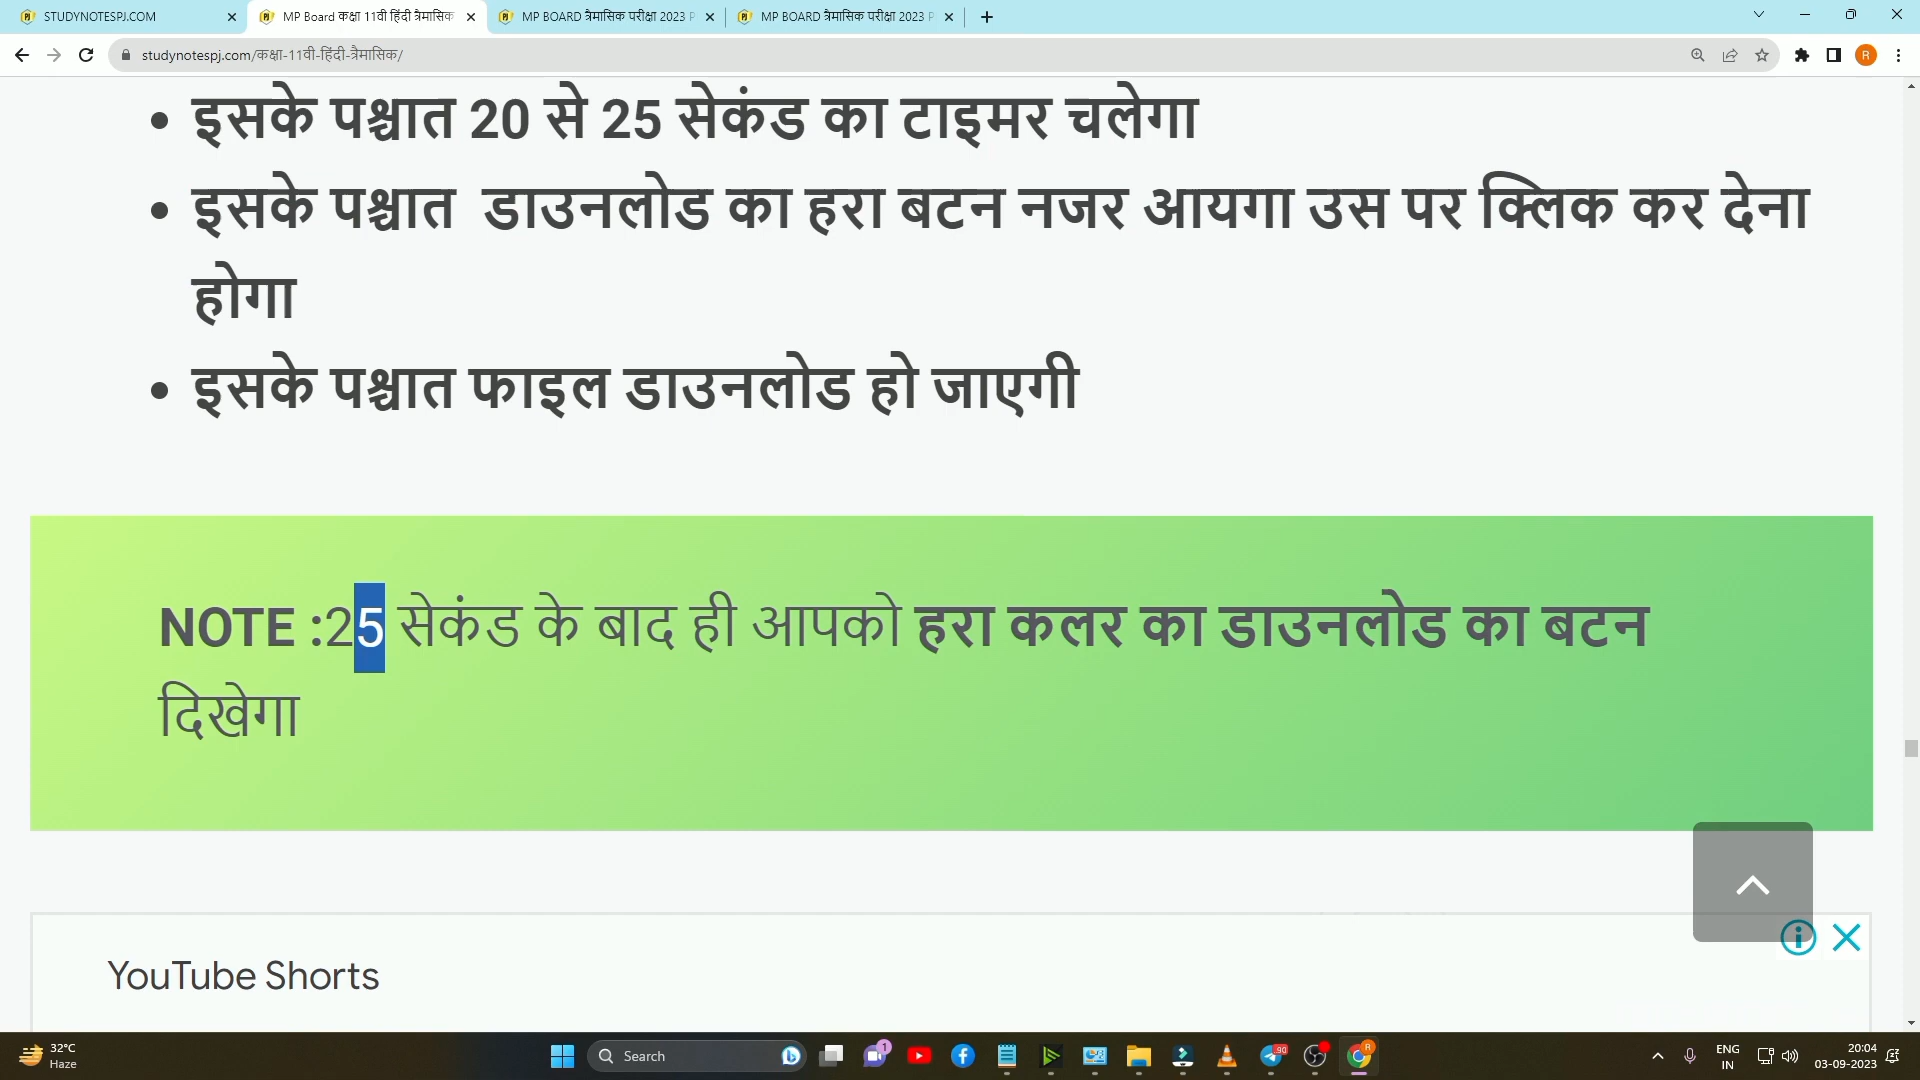 STUDYNOTESPJ.COM
MP Board कक्षा 11वी हिंदी त्रैमासिक
MP BOARD त्रैमासिक परीक्षा 2023 P
MP BOARD त्रैमासिक परीक्षा 2023 P
studynotespj.com/कक्षा-11वी-हिंदी-त्रैमासिक/
R
• इसके पश्चात 20 से 25 सेकंड का टाइमर चलेगा
• इसके पश्चात डाउनलोड का हरा बटन नजर आयगा उस पर क्लिक कर देना
होगा
• इसके पश्चात फाइल डाउनलोड हो जाएगी
NOTE :25 सेकंड के बाद ही आपको हरा कलर का डाउनलोड का बटन
दिखेगा
YouTube Shorts
32°C
Haze
Search
1
90
R
ENG
IN
20:04
03-09-2023